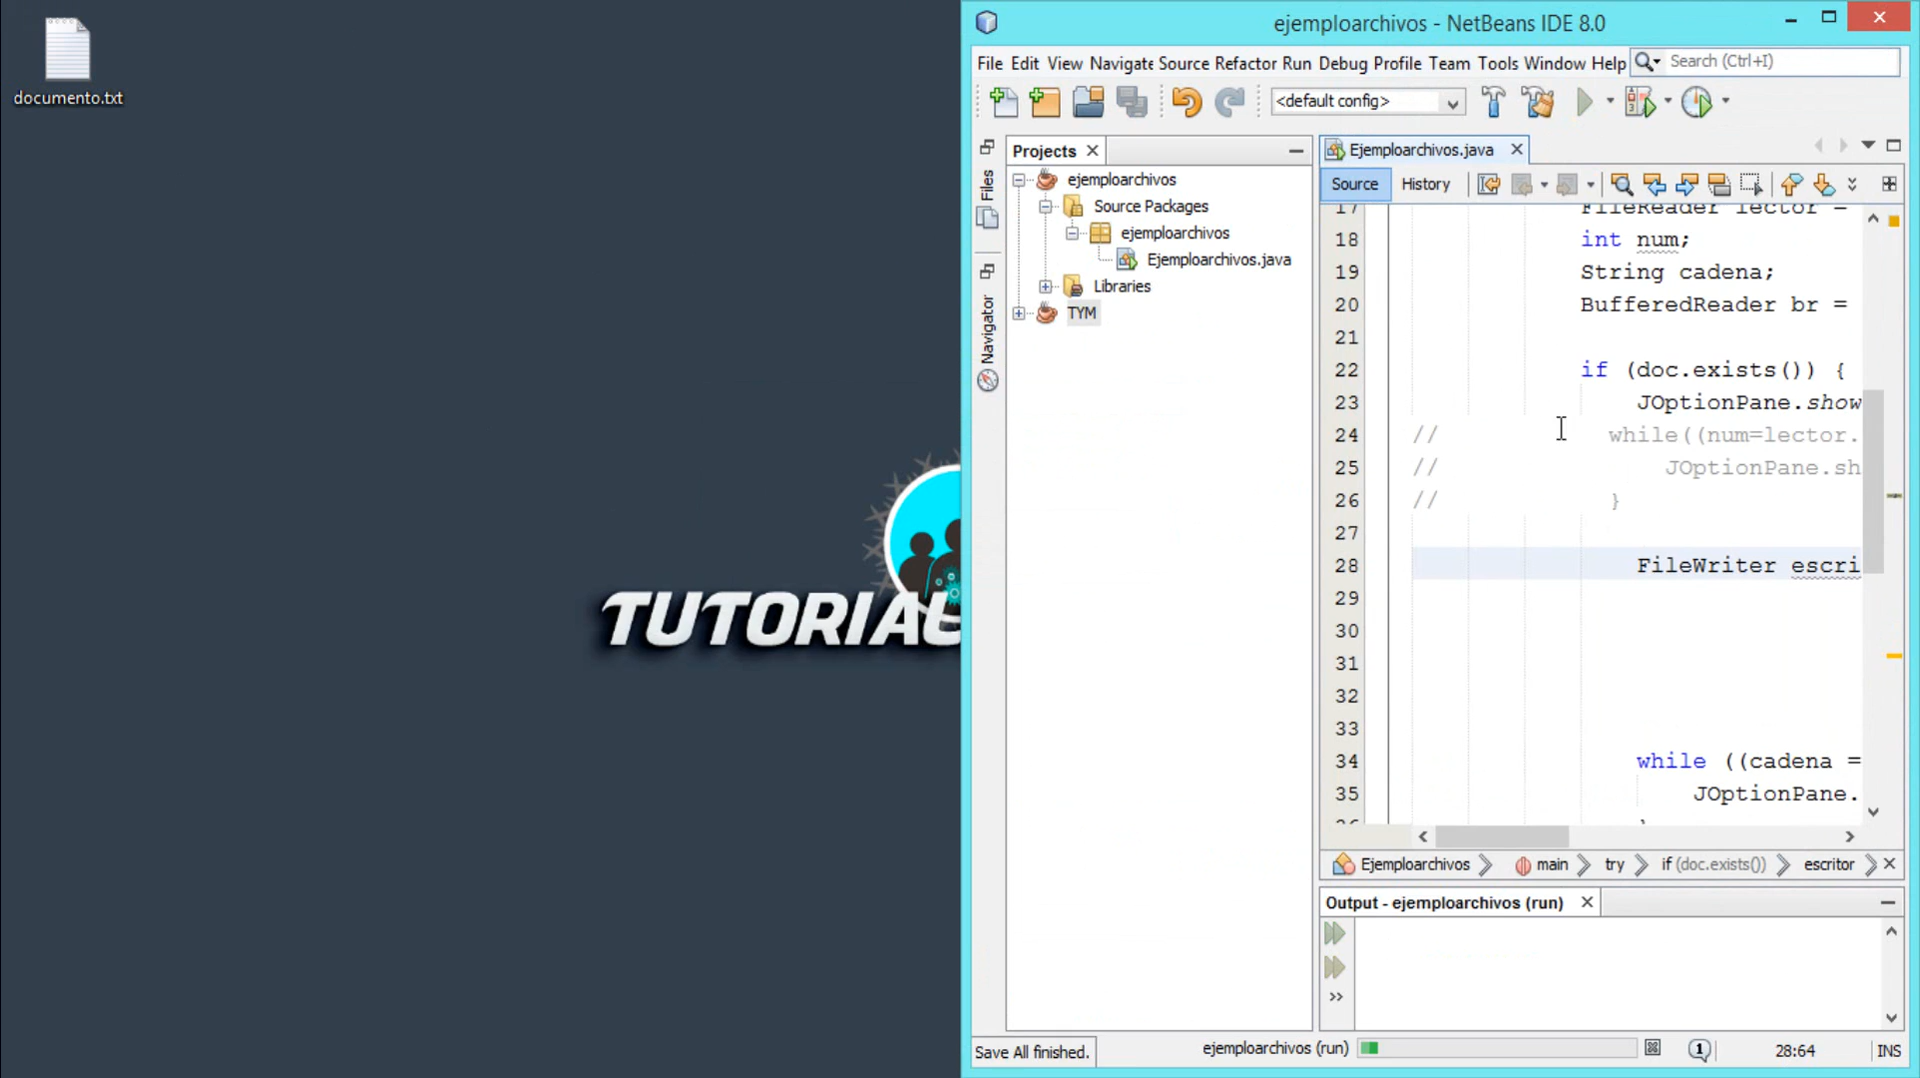 documento.txt
TUTORIAL
ejemploarchivos - NetBeans IDE 8.0
File Edit View Navigate Source Refactor Run Debug Profile Team Tools Window Help
Search (Ctrl+I)
<default config>
Projects
Files
Navigator
ejemploarchivos
Source Packages
ejemploarchivos
Ejemploarchivos.java
Libraries
TYM
Ejemploarchivos.java
Source History
17 FileReader lector =
18 int num;
19 String cadena;
20 BufferedReader br =
21
22 if (doc.exists()) {
23 JOptionPane.show
24 // while((num=lector.
25 // JOptionPane.sh
26 // }
27
28 FileWriter escri
29
30
31
32
33
34 while ((cadena =
35 JOptionPane.
Ejemploarchivos main try if (doc.exists()) escritor
Output - ejemploarchivos (run)
Save All finished.
ejemploarchivos (run)
1
28:64
INS